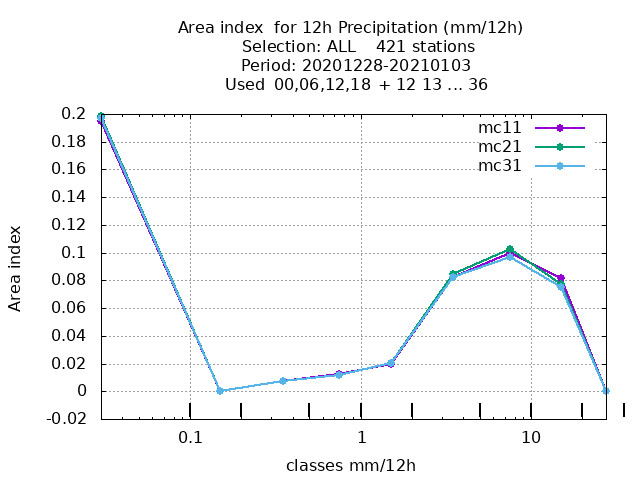 Area index  for 12h Precipitation (mm/12h)
Selection: ALL    421 stations
Period: 20201228-20210103
Used  00,06,12,18  + 12 13 ... 36
mc11
mc21
mc31
0.2
0.18
0.16
0.14
0.12
0.1
0.08
0.06
0.04
0.02
0
-0.02
Area index
0.1
1
10
classes mm/12h